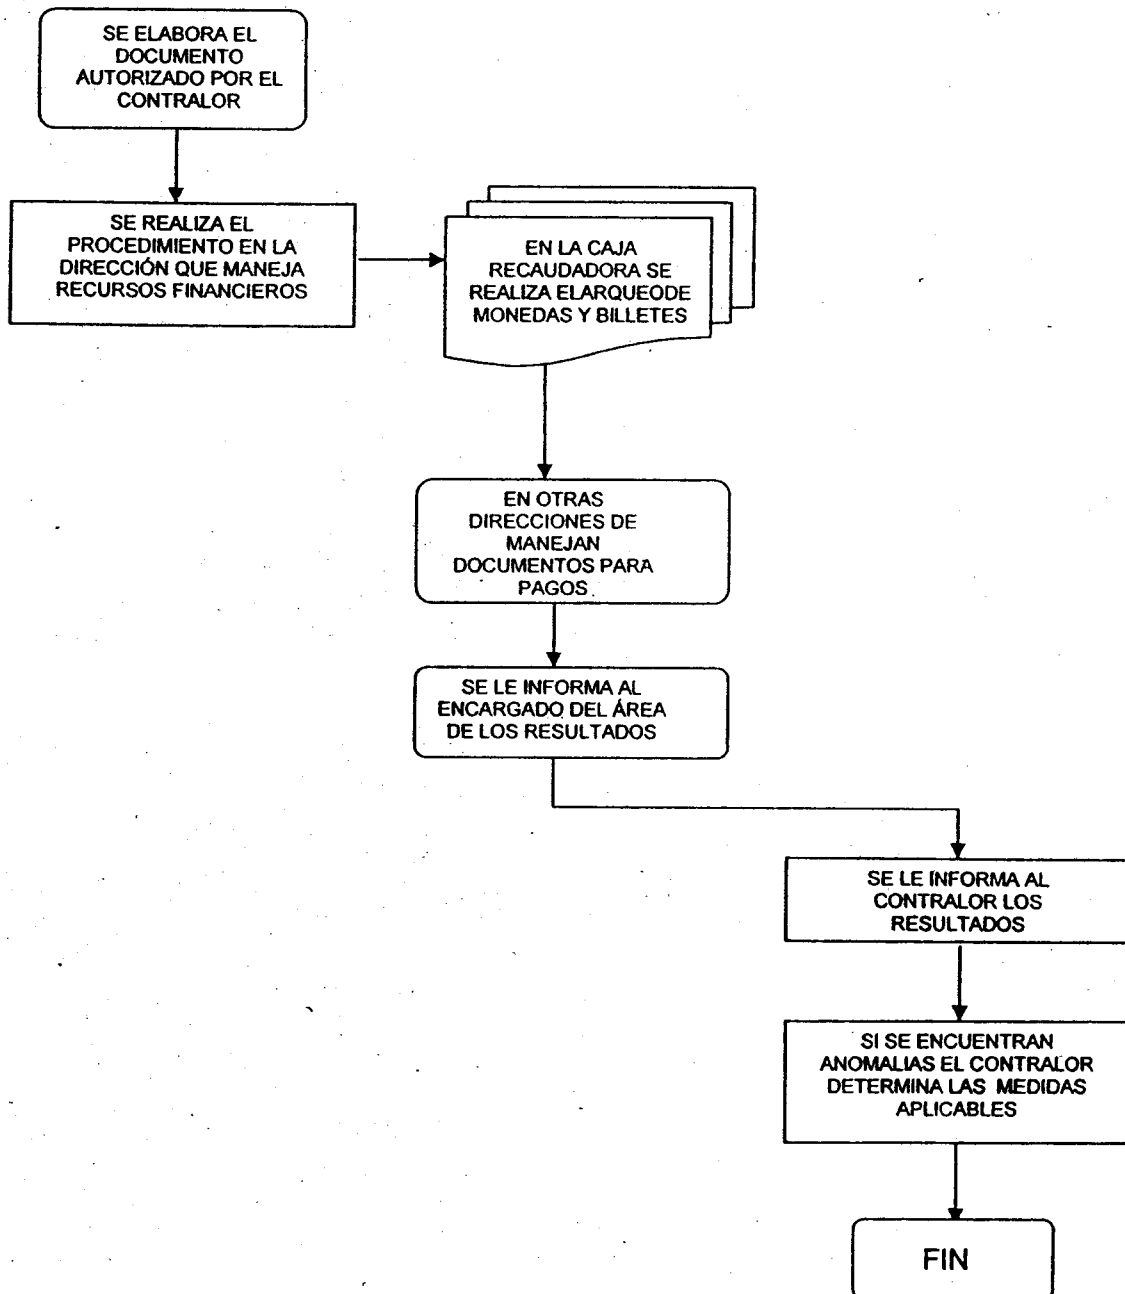 SE ELABORA EL
DOCUMENTO
AUTORIZADO POR EL
CONTRALOR
SE REALIZA EL
PROCEDIMIENTO EN LA
DIRECCIÓN QUE MANEJA
RECURSOS FINANCIEROS
EN LA CAJA
RECAUDADORA SE
REALIZA ELARQUEODE
MONEDAS Y BILLETES
EN OTRAS
DIRECCIONES DE
MANEJAN
DOCUMENTOS PARA
PAGOS.
SE LE INFORMA AL
ENCARGADO DEL ÁREA
DE LOS RESULTADOS
SE LE INFORMA AL
CONTRALOR LOS
RESULTADOS
SI SE ENCUENTRAN
ANOMALIAS EL CONTRALOR
DETERMINA LAS MEDIDAS
APLICABLES
FIN